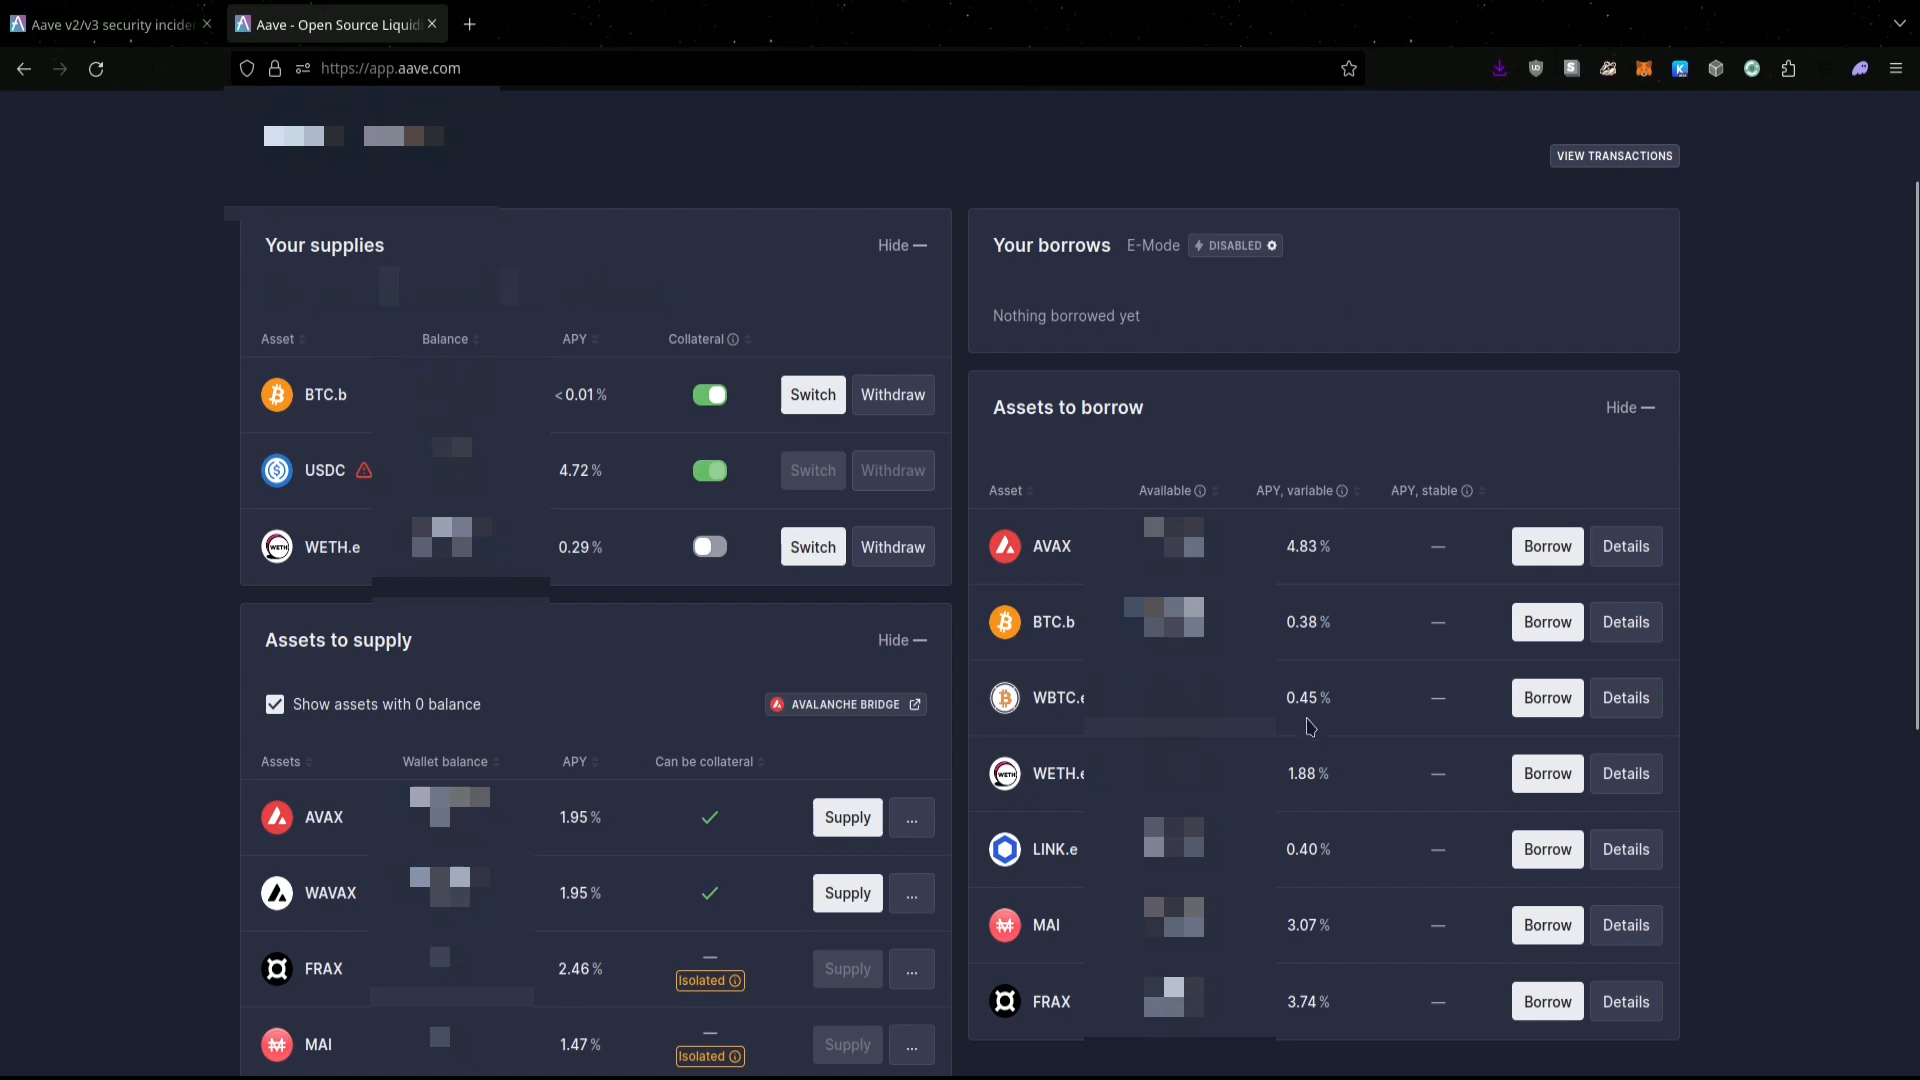 Aave v2/v3 security incide
Aave - Open Source Liquid
https://app.aave.com
VIEW TRANSACTIONS
Your supplies
Hide —
Asset
Balance
APY
Collateral
BTC.b
<0.01 %
Switch
Withdraw
USDC
4.72 %
Switch
Withdraw
WETH.e
0.29 %
Switch
Withdraw
Assets to supply
Hide —
Show assets with 0 balance
AVALANCHE BRIDGE
Assets
Wallet balance
APY
Can be collateral
AVAX
1.95 %
Supply
...
WAVAX
1.95 %
Supply
...
FRAX
2.46 %
—
Isolated
Supply
...
MAI
1.47 %
—
Isolated
Supply
...
Your borrows
E-Mode
DISABLED
Nothing borrowed yet
Assets to borrow
Hide —
Asset
Available
APY, variable
APY, stable
AVAX
4.83 %
—
Borrow
Details
BTC.b
0.38 %
—
Borrow
Details
WBTC.e
0.45 %
—
Borrow
Details
WETH.e
1.88 %
—
Borrow
Details
LINK.e
0.40 %
—
Borrow
Details
MAI
3.07 %
—
Borrow
Details
FRAX
3.74 %
—
Borrow
Details